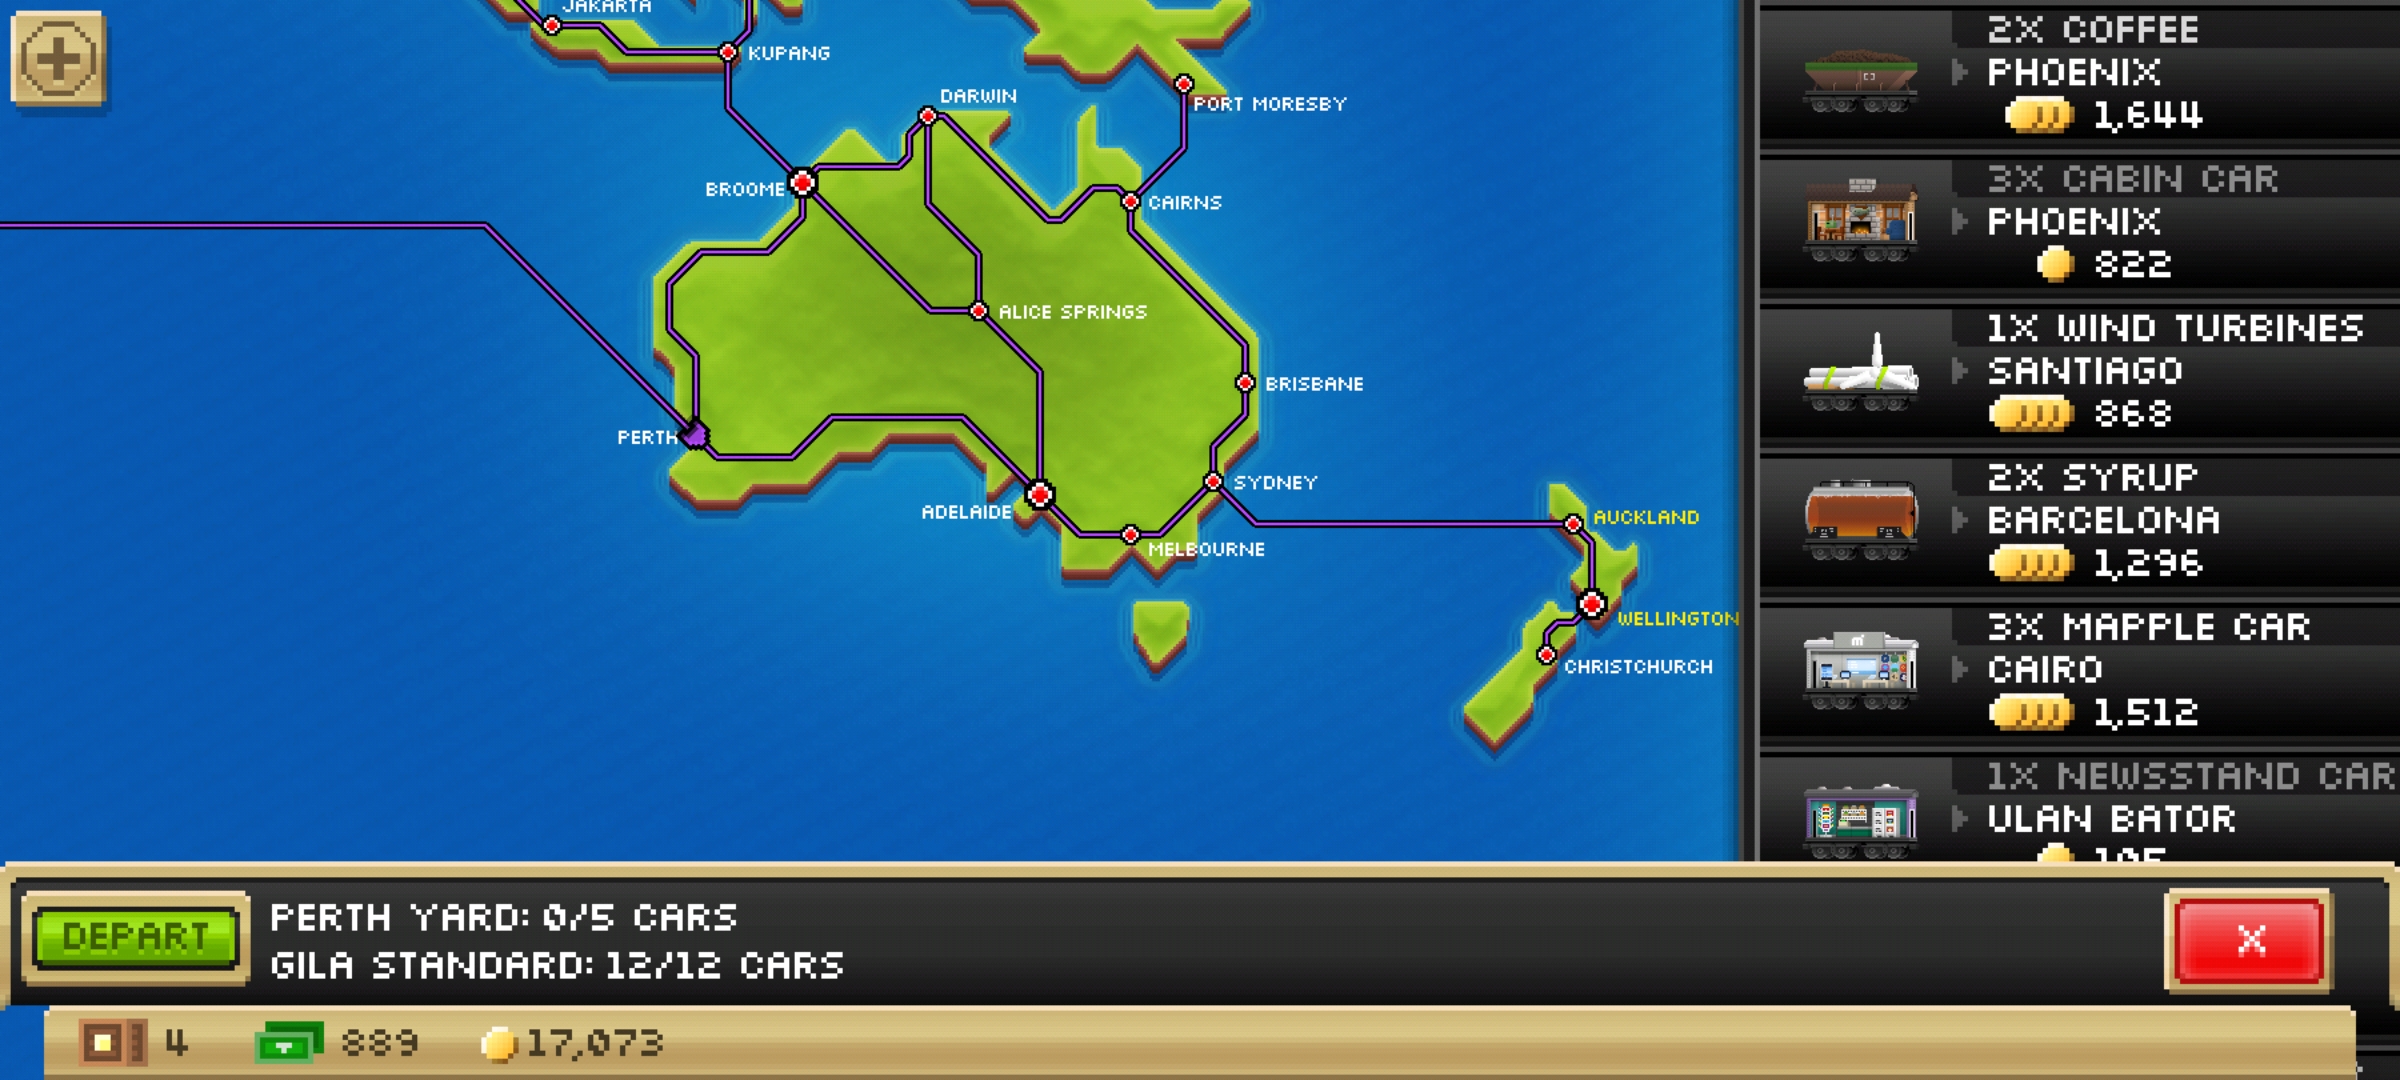 JAKARTA
KUPANG
DARWIN
PORT MORESBY
BROOME
CAIRNS
ALICE SPRINGS
BRISBANE
PERTH
SYDNEY
ADELAIDE
MELBOURNE
AUCKLAND
WELLINGTON
CHRISTCHURCH
2X COFFEE
PHOENIX
1,644
3X CABIN CAR
PHOENIX
822
1X WIND TURBINES
SANTIAGO
868
2X SYRUP
BARCELONA
1,296
m
3X MAPPLE CAR
CAIRO
1,512
1X NEWSSTAND CAR
ULAN BATOR
DEPART
PERTH YARD: 0/5 CARS
GILA STANDARD: 12/12 CARS
X
4
889
17,073